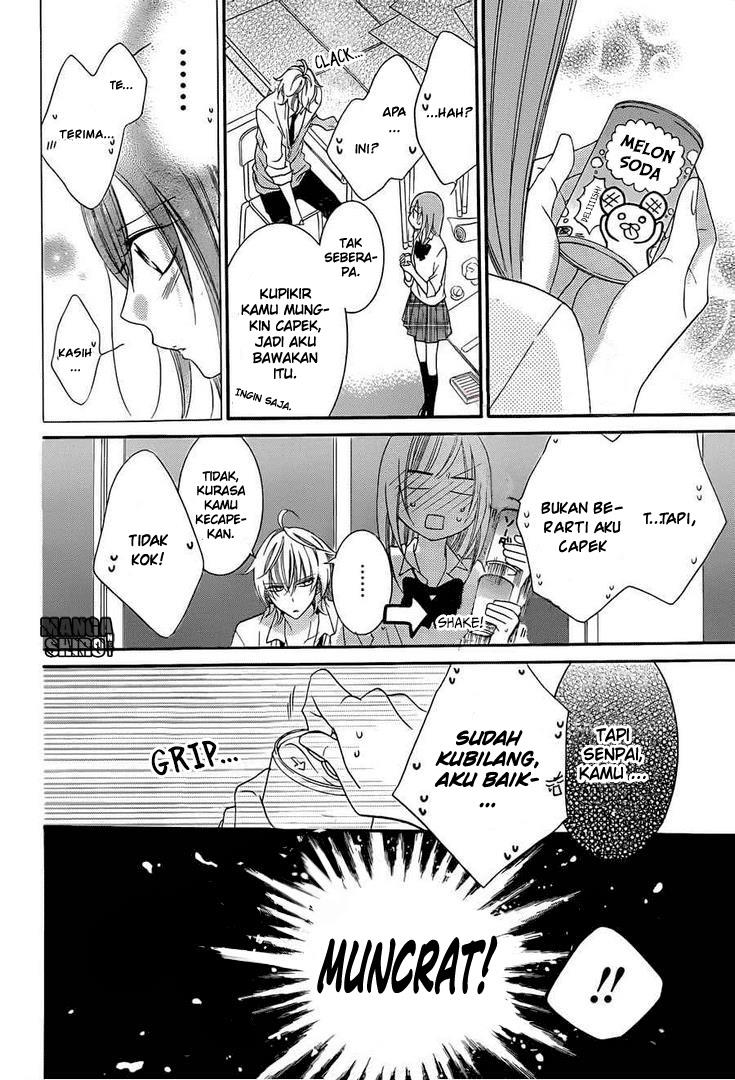 MELON
SODA
DELIIIISH!
CLACK...
...HAH?
APA
...
INI?
TAK
SEBERA-
PA.
KUPIKIR
KAMU MUNG-
KIN CAPEK,
JADI AKU
BAWAKAN
ITU.
INGIN SAJA.
......
TE...
TERIMA...
KASIH
...
T...TAPI,
BUKAN BE-
RARTI AKU
CAPEK
SHAKE!
......
TIDAK,
KURASA
KAMU
KECAPE-
KAN.
TIDAK
KOK!
MANGA
SHIRO!
TAPI
SENPAI,
KAMU ...
SUDAH
KUBILANG,
AKU BAIK-
...
GRIP...
!!
MUNCRAT!